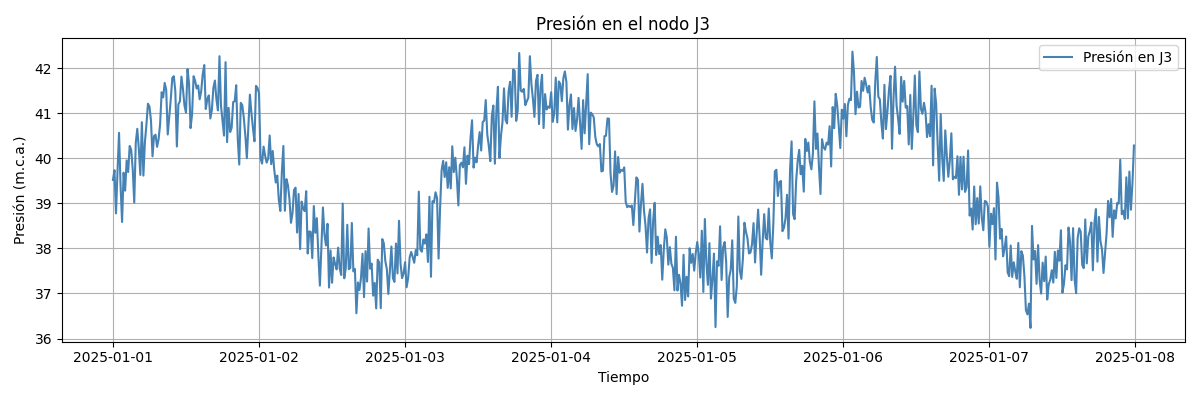 Presión en el nodo J3
Presión en J3
Presión (m.c.a.)
42
41
40
39
38
37
36
2025-01-01 2025-01-02 2025-01-03 2025-01-04 2025-01-05 2025-01-06 2025-01-07 2025-01-08
Tiempo